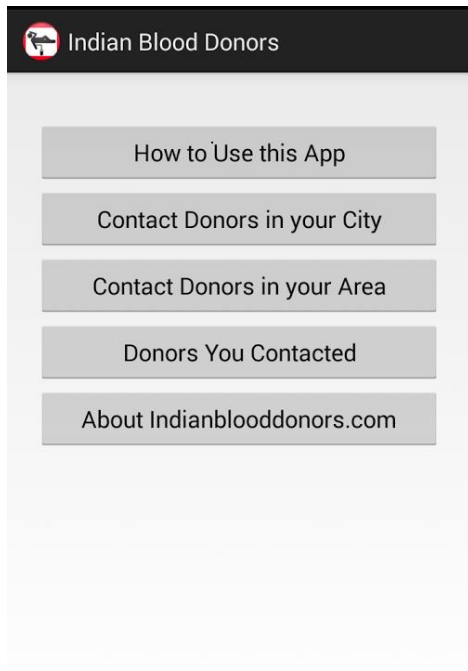 Indian Blood Donors
How to Use this App
Contact Donors in your City
Contact Donors in your Area
Donors You Contacted
About Indianblooddonors.com